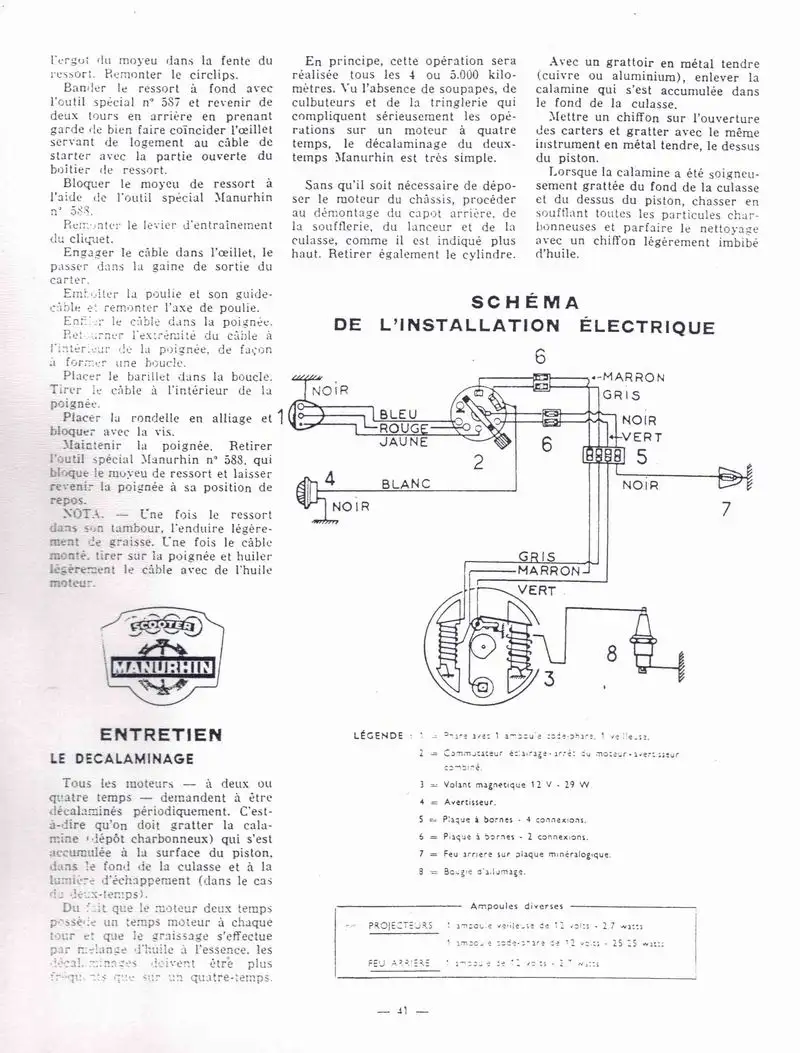 l'ergot du moyeu dans la fente du
ressort. Remonter le circlips.
Bander le ressort à fond avec
l'outil spécial n° 587 et revenir de
deux tours en arrière en prenant
garde de bien faire coïncider l'œillet
servant de logement au câble de
starter avec la partie ouverte du
boîtier de ressort.
Bloquer le moyeu de ressort à
l'aide de l'outil spécial Manurhin
n° 588.
Remonter le levier d'entraînement
du cliquet.
Engager le câble dans l'œillet, le
passer dans la gaine de sortie du
carter.
Emboîter la poulie et son guide-
câble et remonter l'axe de poulie.
Enfiler le câble dans la poignée.
Retourner l'extrémité du câble à
l'intérieur de la poignée, de façon
à former une boucle.
Placer le barillet dans la boucle.
Tirer le câble à l'intérieur de la
poignée.
Placer la rondelle en alliage et
bloquer avec la vis.
Maintenir la poignée. Retirer
l'outil spécial Manurhin n° 588, qui
bloque le moyeu de ressort et laisser
revenir la poignée à sa position de
repos.
NOTA. — Une fois le ressort
dans son tambour, l'enduire légère-
ment de graisse. Une fois le câble
monté, tirer sur la poignée et huiler
légèrement le câble avec de l'huile
moteur.
SCOOTER
MANURHIN
ENTRETIEN
LE DECALAMINAGE
Tous les moteurs — à deux ou
quatre temps — demandent à être
décalaminés périodiquement. C'est-
à-dire qu'on doit gratter la cala-
mine (dépôt charbonneux) qui s'est
accumulée à la surface du piston,
dans le fond de la culasse et à la
lumière d'échappement (dans le cas
du deux-temps).
Du fait que le moteur deux temps
possède un temps moteur à chaque
tour et que le graissage s'effectue
par mélange d'huile à l'essence, les
décalaminages doivent être plus
fréquents que sur un quatre-temps.
En principe, cette opération sera
réalisée tous les 4 ou 5.000 kilo-
mètres. Vu l'absence de soupapes, de
culbuteurs et de la tringlerie qui
compliquent sérieusement les opé-
rations sur un moteur à quatre
temps, le décalaminage du deux-
temps Manurhin est très simple.
Sans qu'il soit nécessaire de dépo-
ser le moteur du châssis, procéder
au démontage du capot arrière, de
la soufflerie, du lanceur et de la
culasse, comme il est indiqué plus
haut. Retirer également le cylindre.
Avec un grattoir en métal tendre
(cuivre ou aluminium), enlever la
calamine qui s'est accumulée dans
le fond de la culasse.
Mettre un chiffon sur l'ouverture
des carters et gratter avec le même
instrument en métal tendre, le dessus
du piston.
Lorsque la calamine a été soigneu-
sement grattée du fond de la culasse
et du dessus du piston, chasser en
soufflant toutes les particules char-
bonneuses et parfaire le nettoyage
avec un chiffon légèrement imbibé
d'huile.
SCHÉMA
DE L'INSTALLATION ÉLECTRIQUE
6
MARRON
NOIR
GRIS
1
BLEU
NOIR
ROUGE
VERT
JAUNE
6
2
5
4
BLANC
NOIR
7
NOIR
GRIS
MARRON
VERT
8
3
LÉGENDE : 1 = Phare avec 1 ampoule code-phare, 1 veilleuse.
2 = Commutateur éclairage-arrêt du moteur-avertisseur
combiné.
3 = Volant magnétique 12 V - 29 W
4 = Avertisseur.
5 = Plaque à bornes - 4 connexions.
6 = Plaque à bornes - 2 connexions.
7 = Feu arrière sur plaque minéralogique.
8 = Bougie d'allumage.
Ampoules diverses
PROJECTEURS 1 ampoule veilleuse de 12 volts - 2,7 watts
1 ampoule code-phare de 12 volts - 25/25 watts
FEU ARRIÈRE 1 ampoule de 12 volts - 2,7 watts
— 41 —